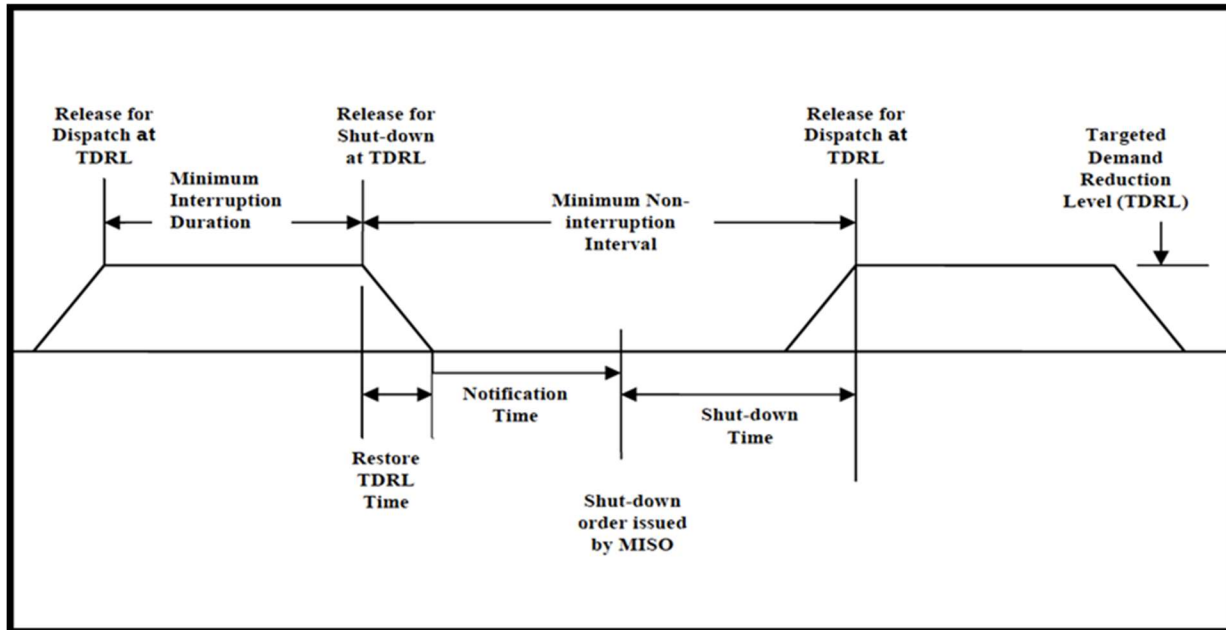 Release for
Dispatch at
TDRL
Release for
Shut-down
at TDRL
Release for
Dispatch at
TDRL
Targeted
Demand
Reduction
Level (TDRL)
Minimum
Interruption
Duration
Minimum Non-
interruption
Interval
Notification
Time
Shut-down
Time
Restore
TDRL
Time
Shut-down
order issued
by MISO